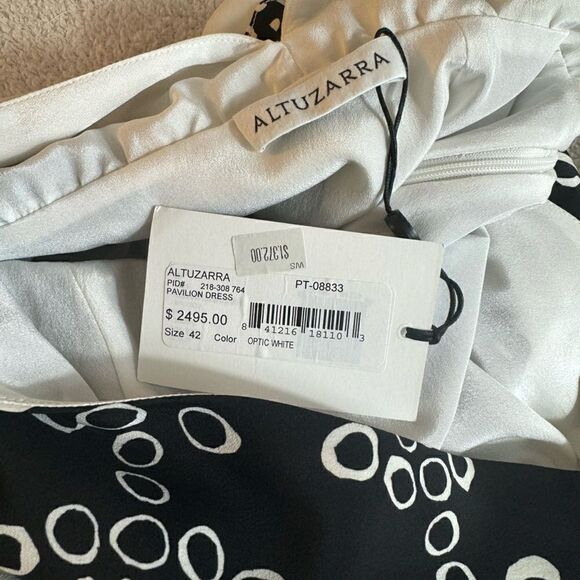 ALTUZARRA
$1,372.00
WS
ALTUZARRA
PID# 218-308 764
PAVILION DRESS
PT-08833
$ 2495.00
8 41216 18110 3
Size 42 Color OPTIC WHITE